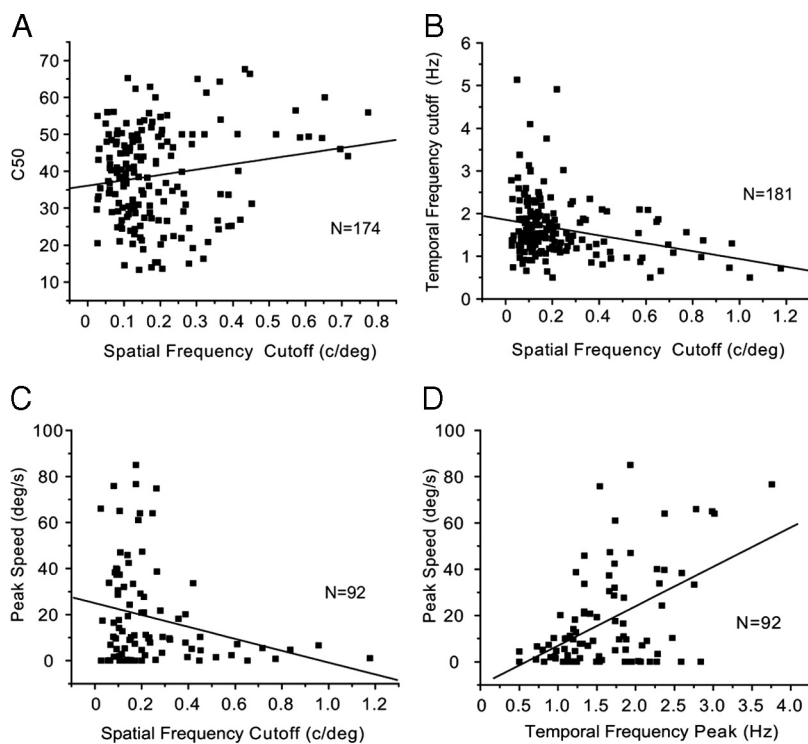 A
C50
70
60
50
40
30
20
10
N=174
0 0.1 0.2 0.3 0.4 0.5 0.6 0.7 0.8
Spatial Frequency Cutoff (c/deg)
B
Temporal Frequency cutoff (Hz)
6
5
4
3
2
1
0
N=181
0 0.2 0.4 0.6 0.8 1.0 1.2
Spatial Frequency Cutoff (c/deg)
C
Peak Speed (deg/s)
100
80
60
40
20
0
N=92
0 0.2 0.4 0.6 0.8 1.0 1.2
Spatial Frequency Cutoff (c/deg)
D
Peak Speed (deg/s)
100
80
60
40
20
0
N=92
0 0.5 1.0 1.5 2.0 2.5 3.0 3.5 4.0
Temporal Frequency Peak (Hz)